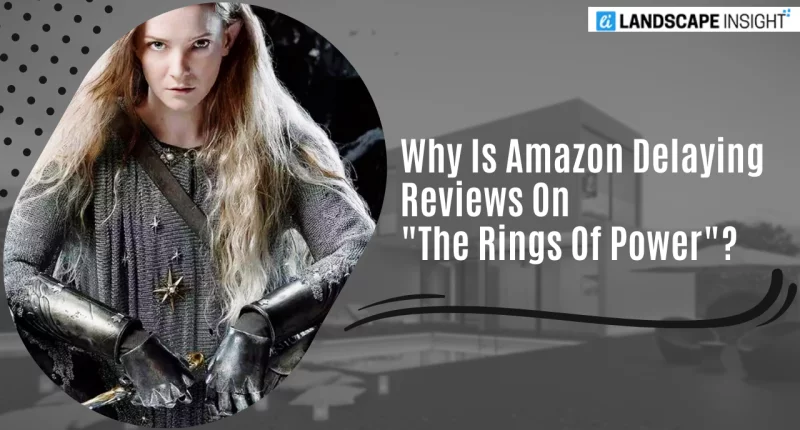 LANDSCAPE INSIGHT
Why Is Amazon Delaying
Reviews On
"The Rings Of Power"?